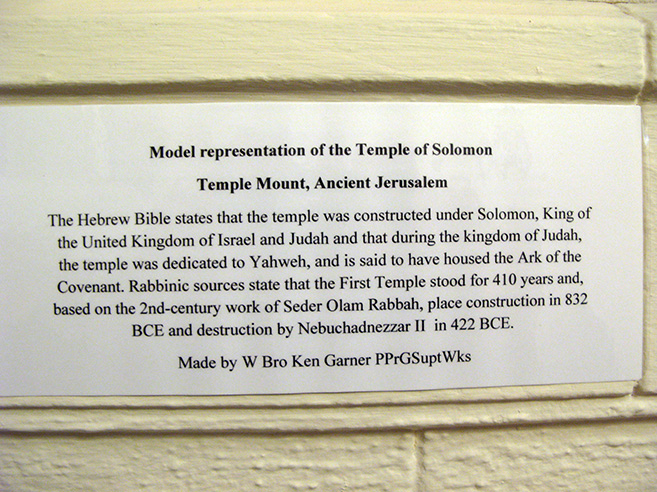 Model representation of the Temple of Solomon
Temple Mount, Ancient Jerusalem
The Hebrew Bible states that the temple was constructed under Solomon, King of
the United Kingdom of Israel and Judah and that during the kingdom of Judah,
the temple was dedicated to Yahweh, and is said to have housed the Ark of the
Covenant. Rabbinic sources state that the First Temple stood for 410 years and,
based on the 2nd-century work of Seder Olam Rabbah, place construction in 832
BCE and destruction by Nebuchadnezzar II  in 422 BCE.
Made by W Bro Ken Garner PPrGSuptWks